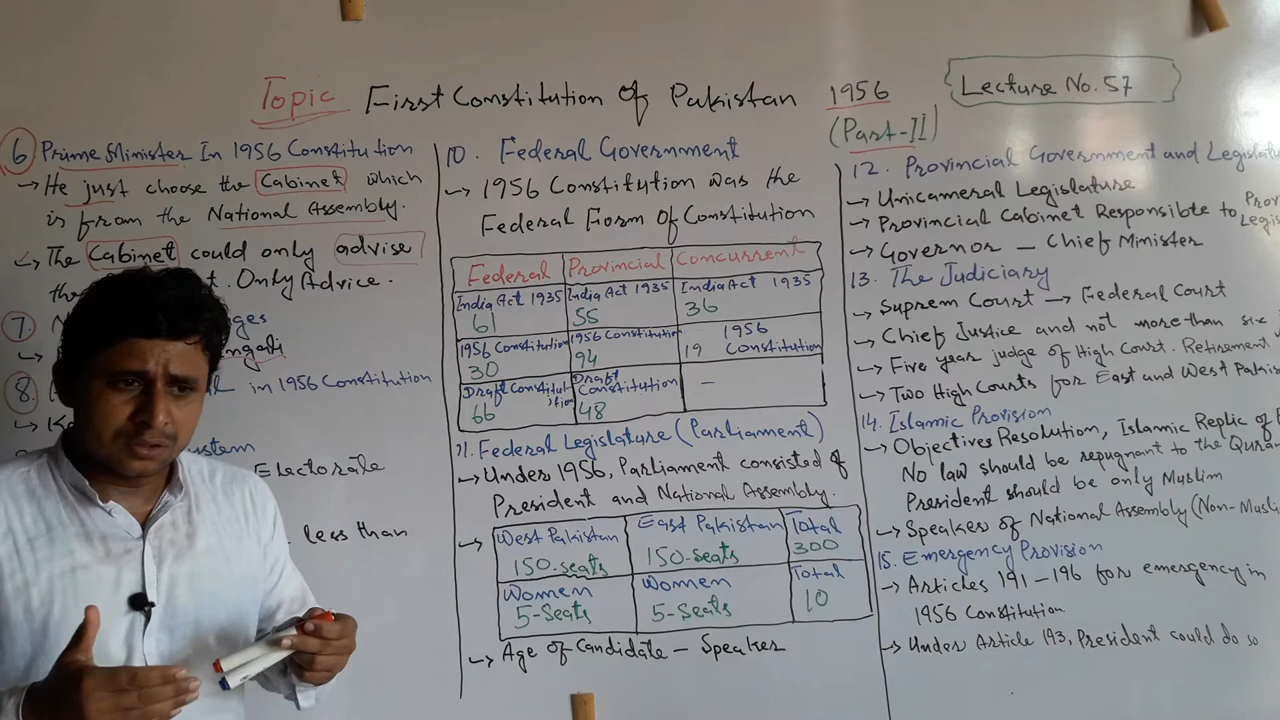 Topic First Constitution of Pakistan 1956
(Part-II)
Lecture No. 57
6 Prime Minister In 1956 Constitution
→ He just choose the Cabinet which
is from the National Assembly.
→ The Cabinet could only advise
Only Advice.
7
8. in 1956 Constitution
Electorate
less than
10. Federal Government
→ 1956 Constitution was the
Federal Form of Constitution
Federal Provincial Concurrent
India Act 1935 India Act 1935 India Act 1935
61 55 36
1956 Constitution 1956 Constitution 1956 Constitution
30 94 19
Draft Constitution Draft Constitution –
66 48
11. Federal Legislature (Parliament)
→ Under 1956, Parliament consisted of
President and National Assembly.
→ West Pakistan East Pakistan Total
150-seats 150-seats 300
Women Women Total
5-Seats 5-Seats 10
→ Age of Candidate – Speaker
12. Provincial Government and
→ Unicameral Legislature
→ Provincial Cabinet Responsible to
→ Governor – Chief Minister
13. The Judiciary
→ Suprem Court → Federal Court
→ Chief Justice and not more than six
→ Five year judge of High Court. Retirement
→ Two High Courts for East and West
14. Islamic Provision
→ Objectives Resolution, Islamic Replic of
No law should be repugnant to the
President should be only Muslim
→ Speaker of National Assembly
15. Emergency Provision
→ Articles 191-196 for emergency in
1956 Constitution
→ Under Article 193, President could do so